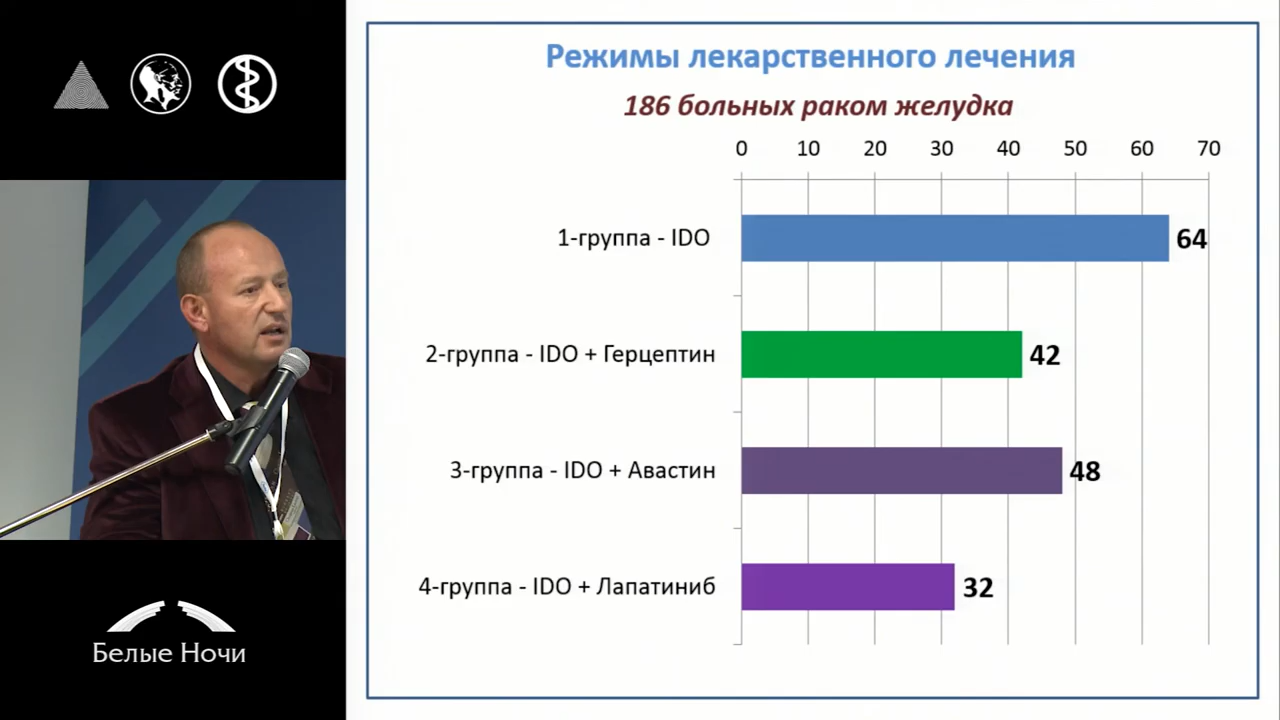 Режимы лекарственного лечения
186 больных раком желудка
0 10 20 30 40 50 60 70
1-группа - IDO 64
2-группа - IDO + Герцептин 42
3-группа - IDO + Авастин 48
4-группа - IDO + Лапатиниб 32
Белые Ночи